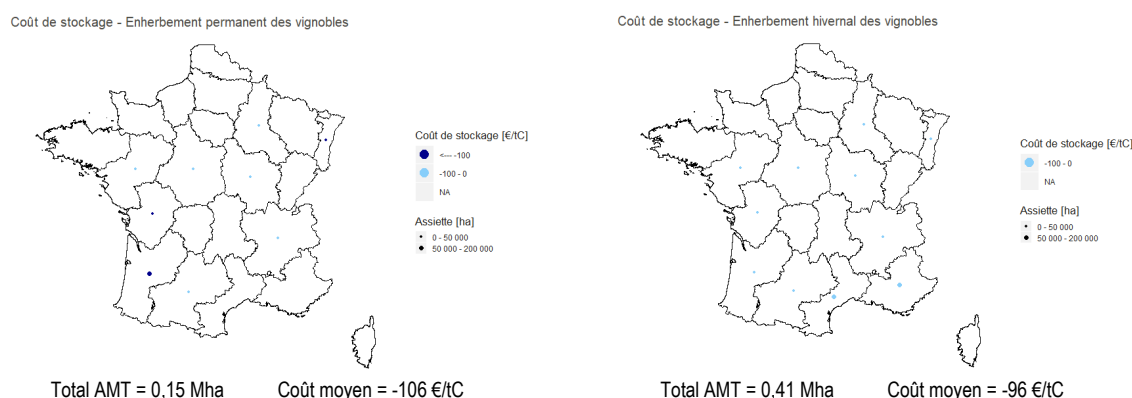 Coût de stockage - Enherbement permanent des vignobles
Coût de stockage [€/tC]
<-- -100
-100 - 0
NA
Assiette [ha]
0 - 50 000
50 000 - 200 000
Total AMT = 0,15 Mha
Coût moyen = -106 €/tC
Coût de stockage - Enherbement hivernal des vignobles
Coût de stockage [€/tC]
-100 - 0
NA
Assiette [ha]
0 - 50 000
50 000 - 200 000
Total AMT = 0,41 Mha
Coût moyen = -96 €/tC